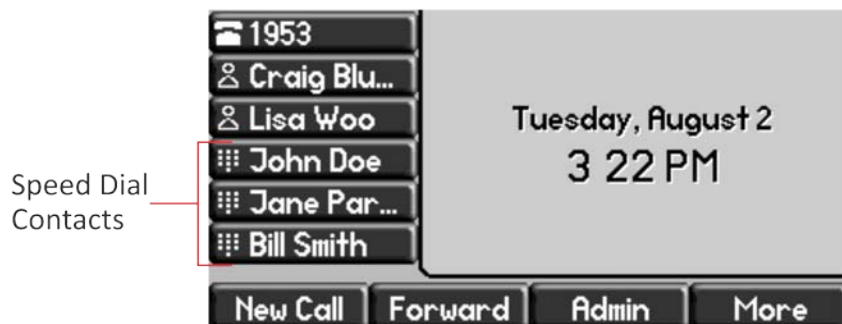 1953
Craig Blu...
Lisa Woo
John Doe
Jane Par...
Bill Smith
Speed Dial
Contacts
Tuesday, August 2
3 22 PM
New Call Forward Admin More